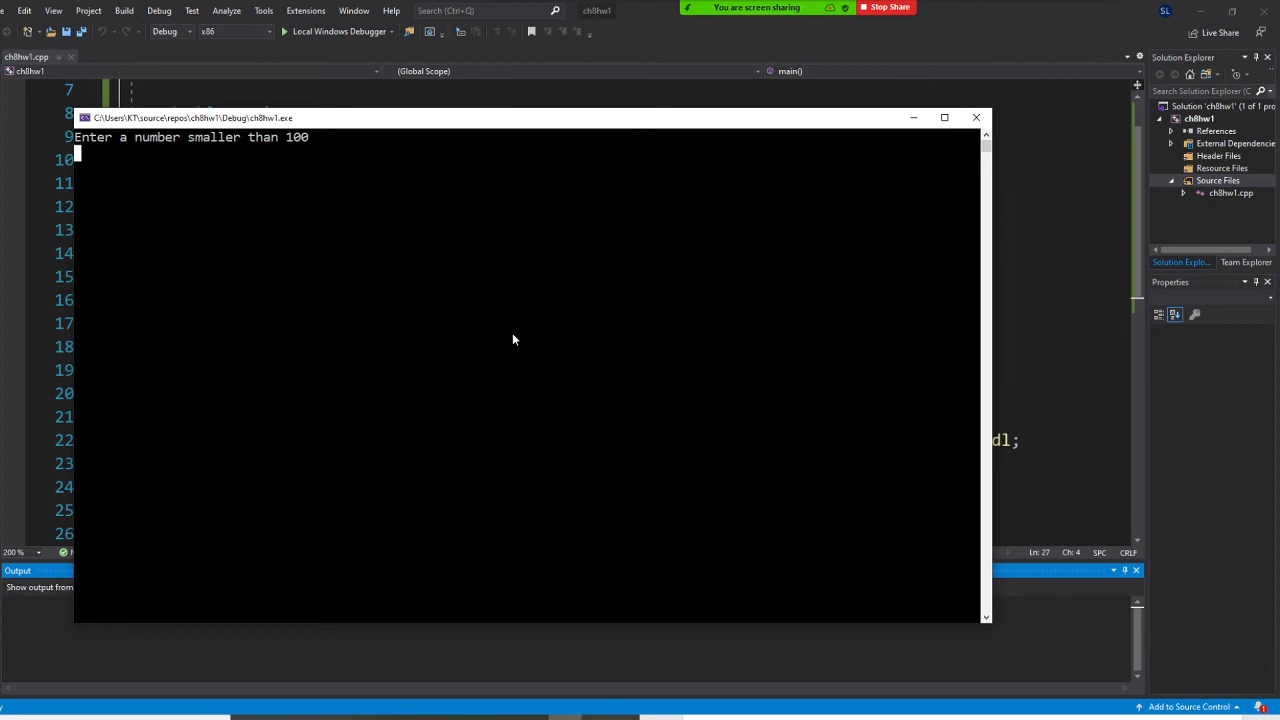 Edit View Project Build Debug Test Analyze Tools Extensions Window Help Search (Ctrl+Q) ch8hw1 You are screen sharing Stop Share SL
Debug x86 Local Windows Debugger Live Share
ch8hw1.cpp Solution Explorer
ch8hw1 (Global Scope) main()
Search Solution Explorer (C
Solution 'ch8hw1' (1 of 1 pro
ch8hw1
References
External Dependencie
Header Files
Resource Files
Source Files
ch8hw1.cpp
Solution Explo... Team Explorer
Properties
7
8
9
10
11
12
13
14
15
16
17
18
19
20
21
22 dl;
23
24
25
26
C:\Users\KT\source\repos\ch8hw1\Debug\ch8hw1.exe
Enter a number smaller than 100
200 % Ln: 27 Ch: 4 SPC CRLF
Output
Show output from
Add to Source Control 1